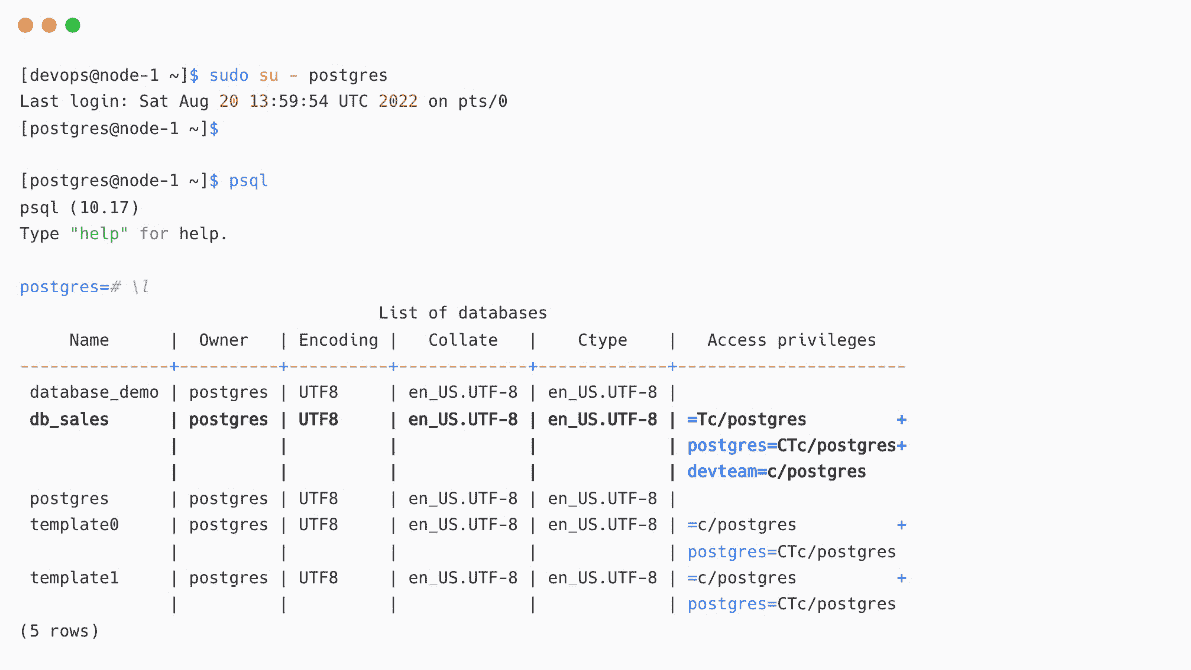 [devops@node-1 ~]$ sudo su - postgres
Last login: Sat Aug 20 13:59:54 UTC 2022 on pts/0
[postgres@node-1 ~]$

[postgres@node-1 ~]$ psql
psql (10.17)
Type "help" for help.

postgres=# \l
                                    List of databases
     Name      |  Owner   | Encoding |   Collate   |    Ctype    |   Access privileges
---------------+----------+----------+-------------+-------------+-----------------------
 database_demo | postgres | UTF8     | en_US.UTF-8 | en_US.UTF-8 |
 db_sales      | postgres | UTF8     | en_US.UTF-8 | en_US.UTF-8 | =Tc/postgres         +
               |          |          |             |             | postgres=CTc/postgres+
               |          |          |             |             | devteam=c/postgres
 postgres      | postgres | UTF8     | en_US.UTF-8 | en_US.UTF-8 |
 template0     | postgres | UTF8     | en_US.UTF-8 | en_US.UTF-8 | =c/postgres          +
               |          |          |             |             | postgres=CTc/postgres
 template1     | postgres | UTF8     | en_US.UTF-8 | en_US.UTF-8 | =c/postgres          +
               |          |          |             |             | postgres=CTc/postgres
(5 rows)